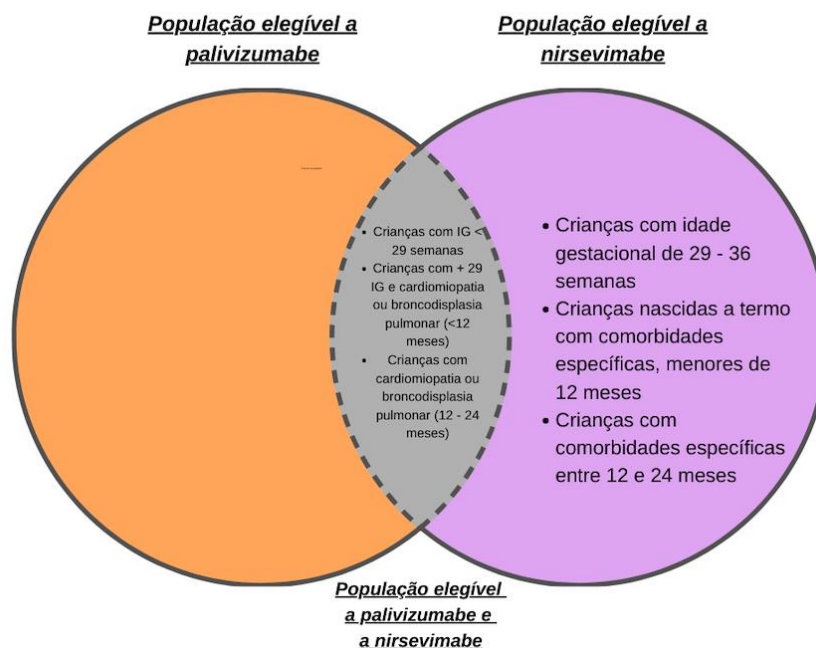 População elegível a
palivizumabe
População elegível a
nirsevimabe
• Crianças com IG <
29 semanas
• Crianças com + 29
IG e cardiomiopatia
ou broncodisplasia
pulmonar (<12
meses)
• Crianças com
cardiomiopatia ou
broncodisplasia
pulmonar (12 - 24
meses)
• Crianças com idade
gestacional de 29 - 36
semanas
• Crianças nascidas a termo
com comorbidades
específicas, menores de
12 meses
• Crianças com
comorbidades específicas
entre 12 e 24 meses
População elegível
a palivizumabe e
a nirsevimabe